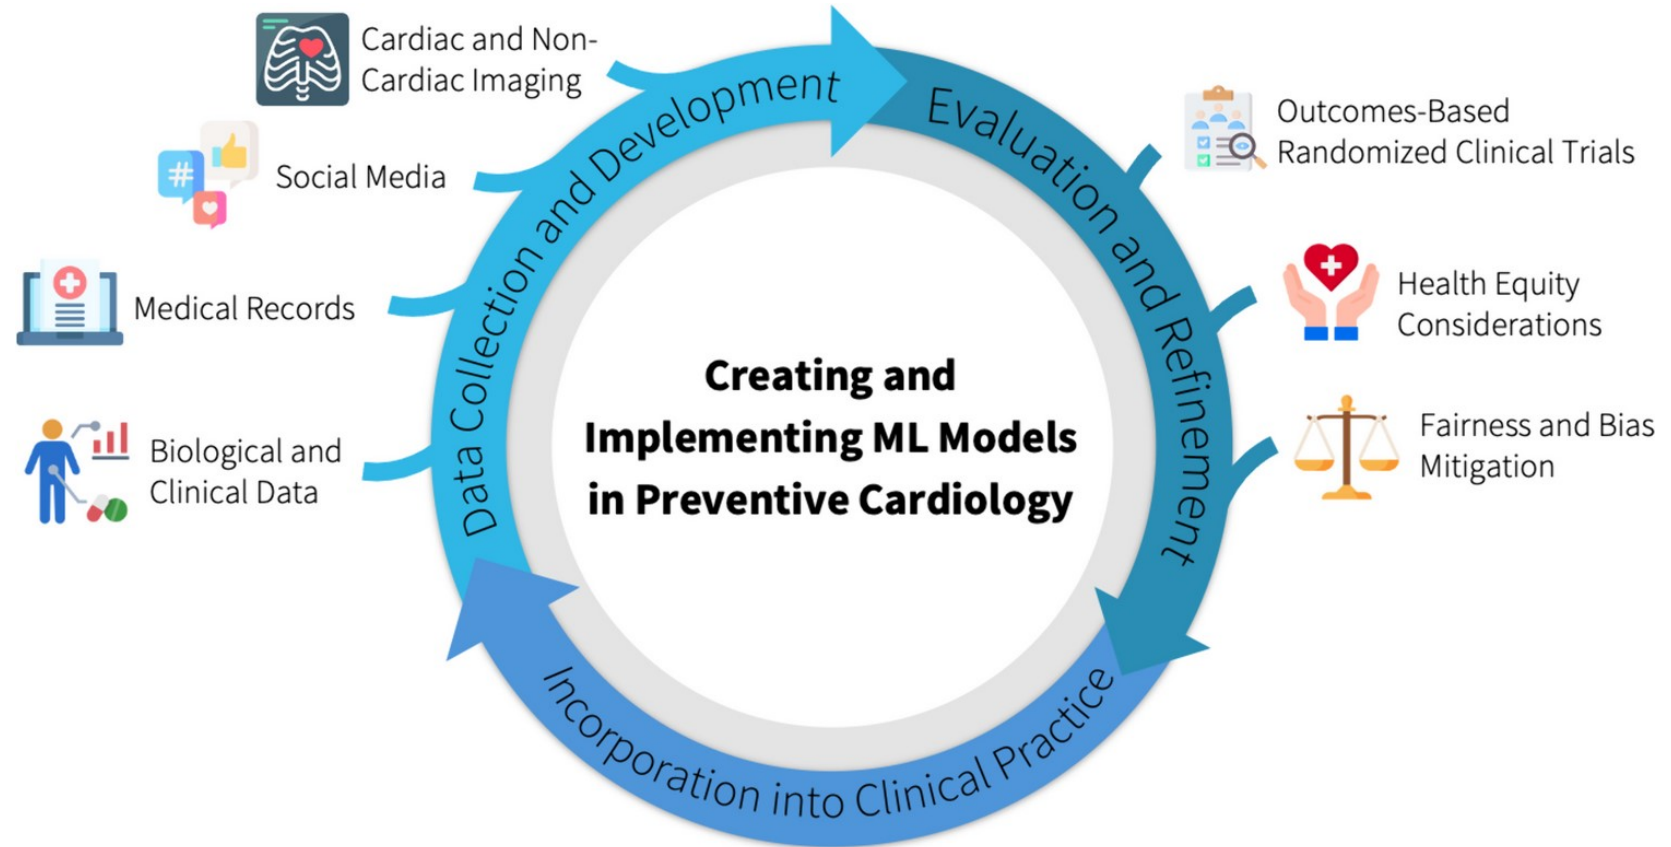 Cardiac and Non-
Cardiac Imaging
Social Media
Medical Records
Biological and
Clinical Data
Data Collection and Development
Evaluation and Refinement
Incorporation into Clinical Practice
Creating and
Implementing ML Models
in Preventive Cardiology
Outcomes-Based
Randomized Clinical Trials
Health Equity
Considerations
Fairness and Bias
Mitigation
#